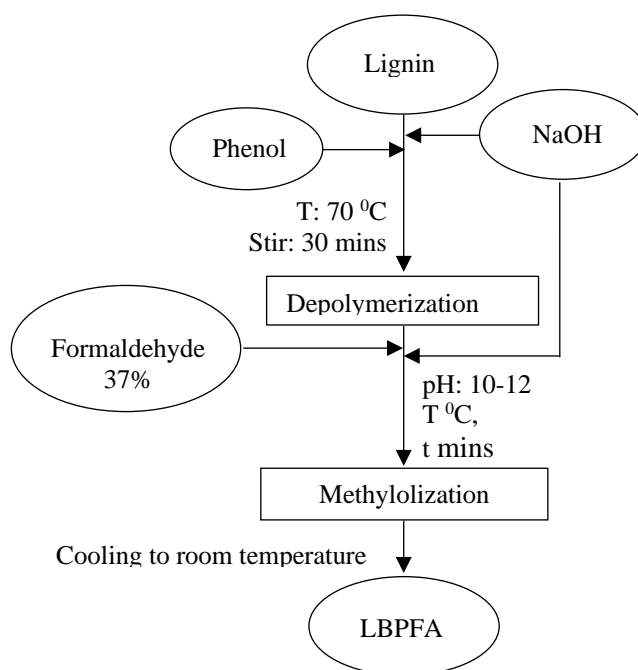 Lignin
Phenol
NaOH
T: 70 ⁰C
Stir: 30 mins
Depolymerization
Formaldehyde
37%
pH: 10-12
T ⁰C,
t mins
Methylolization
Cooling to room temperature
LBPFA